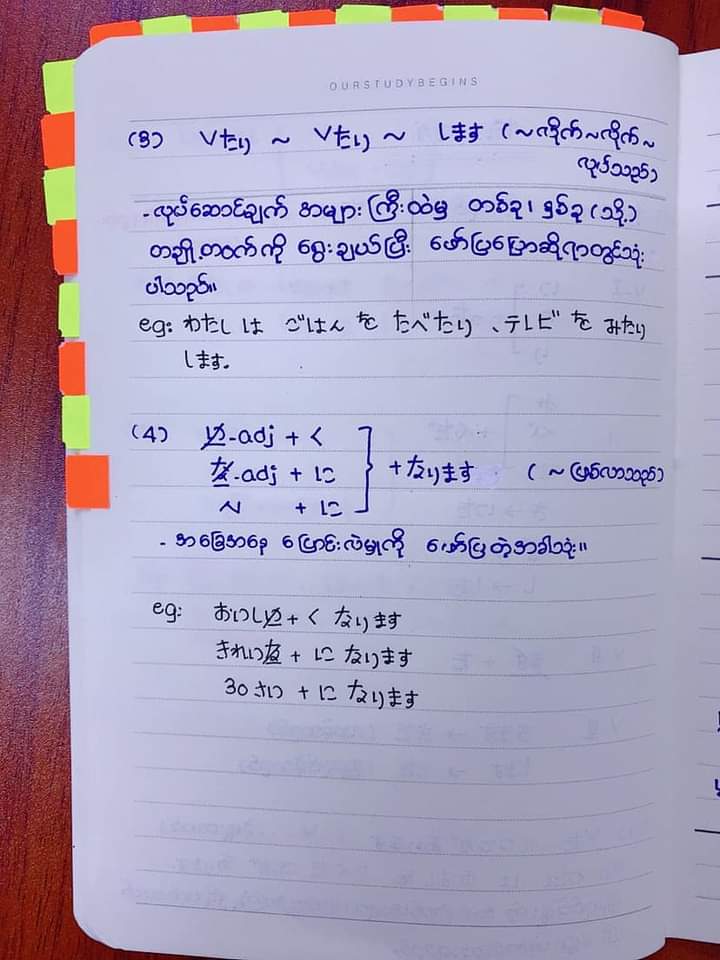 OURSTUDYBEGINS
(3) Vたり ~ Vたり ~ します (~လိုက်~လိုက်~
လုပ်သည်)
- လုပ်ဆောင်ချက် အများကြီးထဲမှ တစ်ခု၊ နှစ်ခု (သို့)
တချို့တဝက်ကို ရွေးချယ်ပြီး ဖော်ပြပြောဆိုရာတွင်သုံး
ပါသည်။
eg: わたし は ごはん を たべたり、テレビ を みたり
します。
(4) い-adj + く
な-adj + に + なります (~ ဖြစ်လာသည်)
N + に
- အခြေအနေ ပြောင်းလဲမှုကို ဖော်ပြတဲ့အခါသုံး။
eg: おいしい + く なります
きれいな + に なります
30さい + に なります